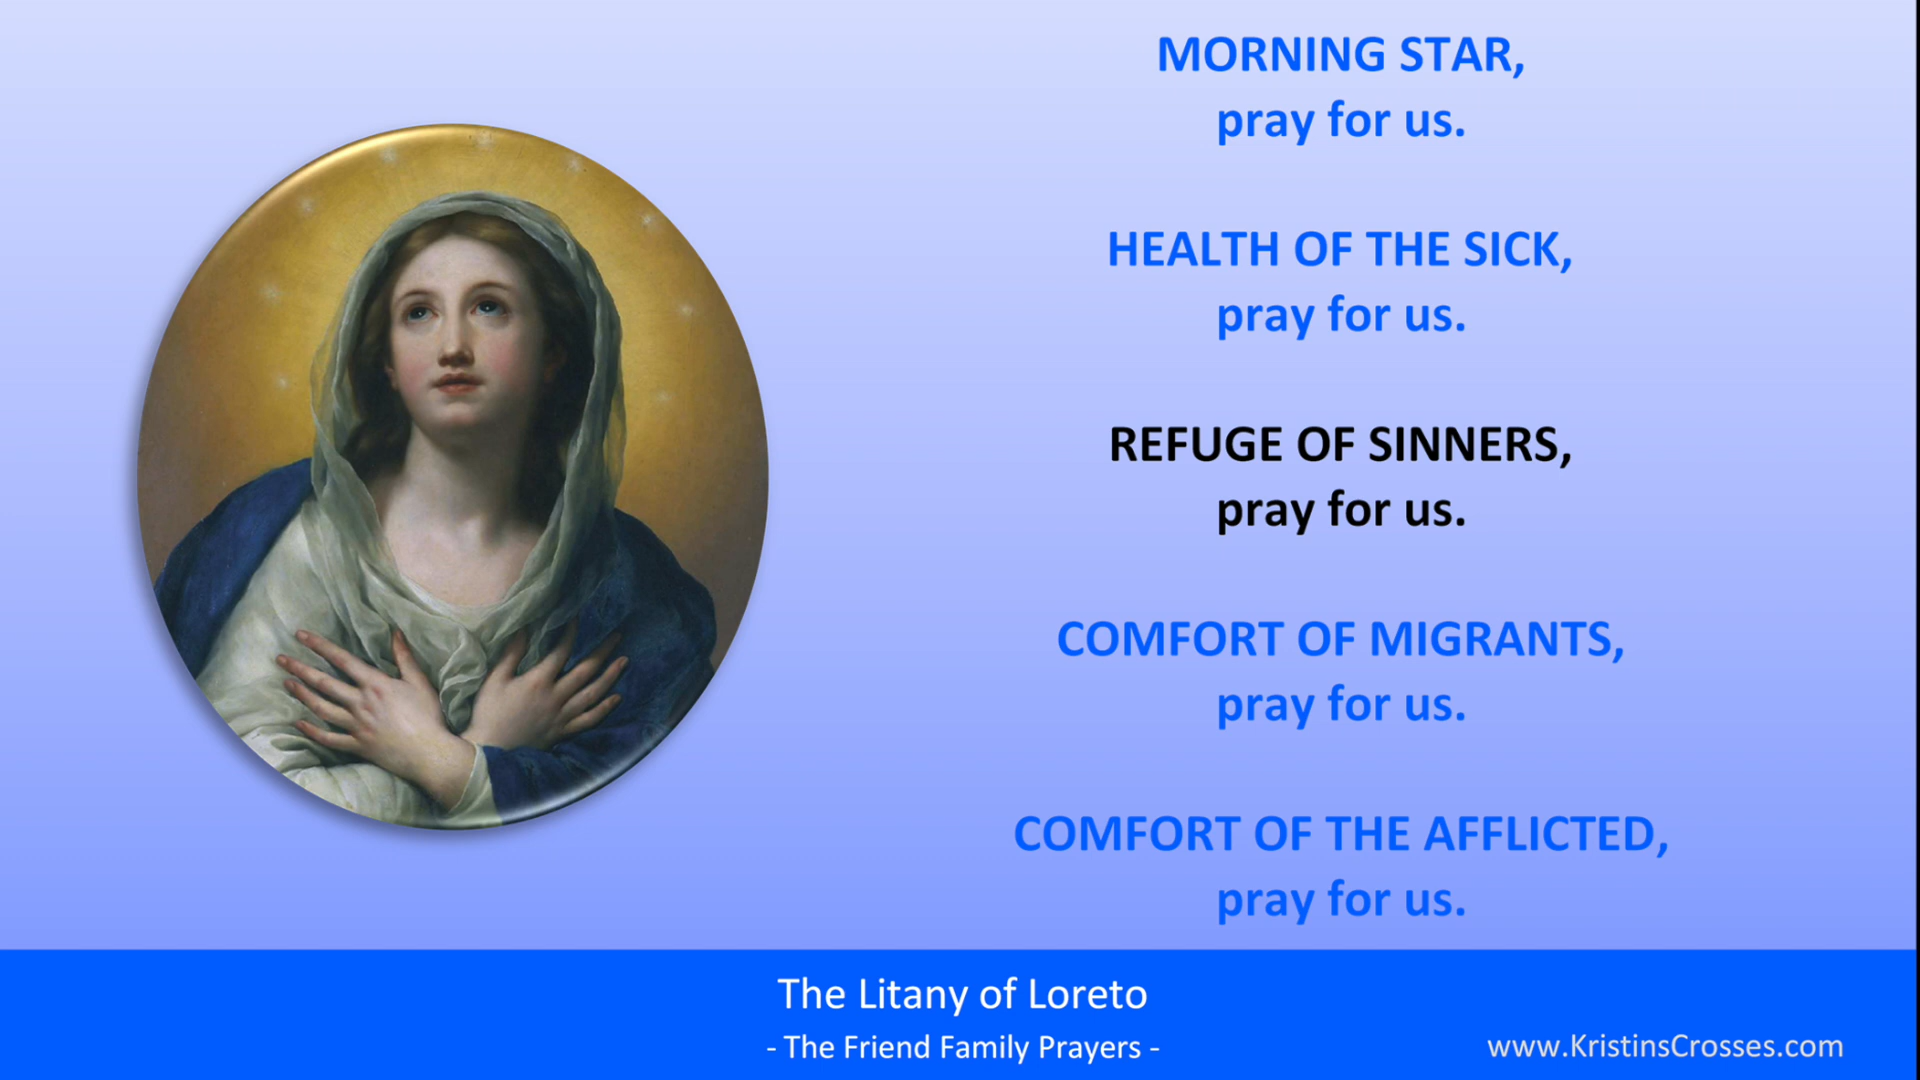 MORNING STAR,
pray for us.
HEALTH OF THE SICK,
pray for us.
REFUGE OF SINNERS,
pray for us.
COMFORT OF MIGRANTS,
pray for us.
COMFORT OF THE AFFLICTED,
pray for us.
The Litany of Loreto
- The Friend Family Prayers -
www.KristinsCrosses.com